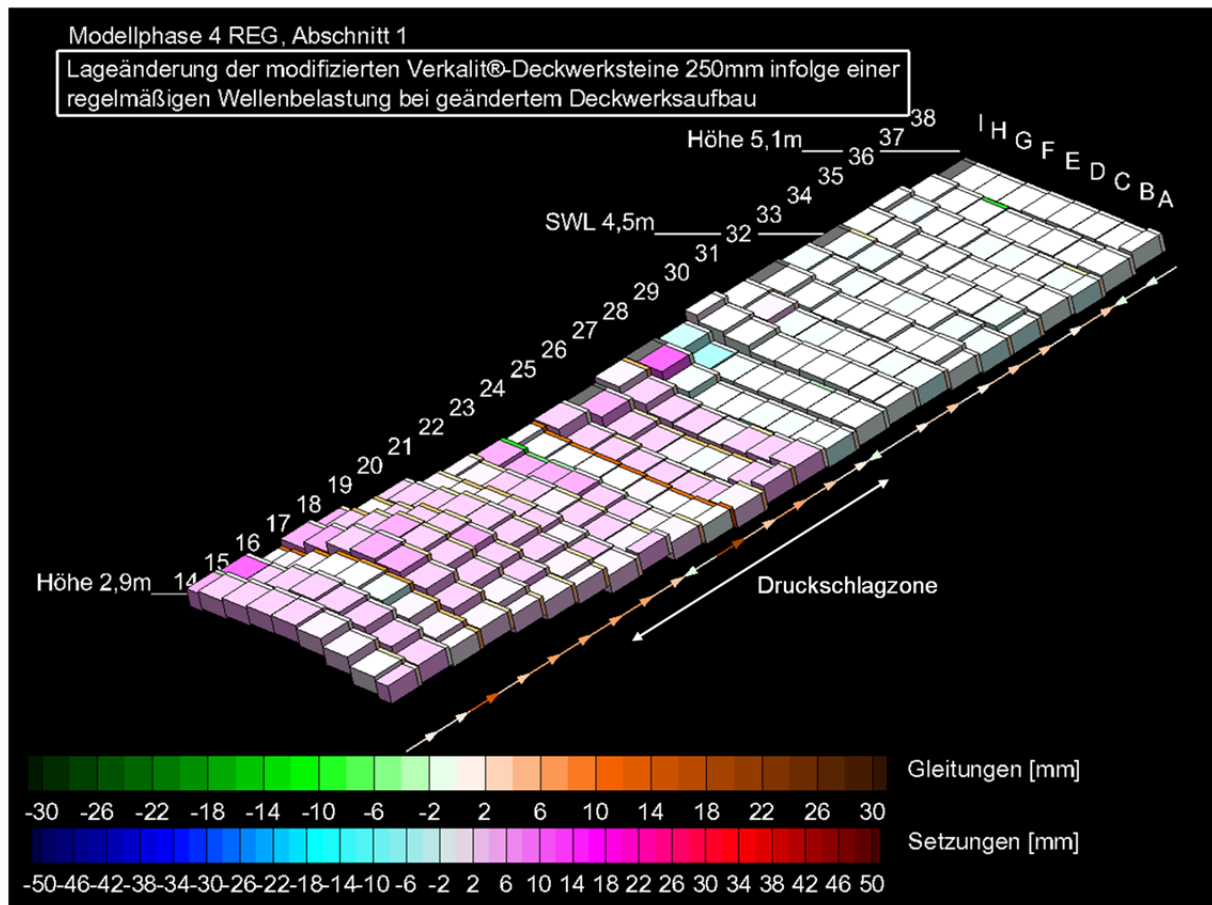 Modellphase 4 REG, Abschnitt 1
Lageänderung der modifizierten Verkalit®-Deckwerksteine 250mm infolge einer
regelmäßigen Wellenbelastung bei geändertem Deckwerksaufbau
38
37
Höhe 5,1m
36
35
34
33
SWL 4,5m
32
31
30
29
28
27
26
25
24
23
22
21
20
19
18
17
16
15
Höhe 2,9m
14
I H G F E D C B A
Druckschlagzone
Gleitungen [mm]
-30 -26 -22 -18 -14 -10 -6 -2 2 6 10 14 18 22 26 30
Setzungen [mm]
-50 -46 -42 -38 -34 -30 -26 -22 -18 -14 -10 -6 -2 2 6 10 14 18 22 26 30 34 38 42 46 50